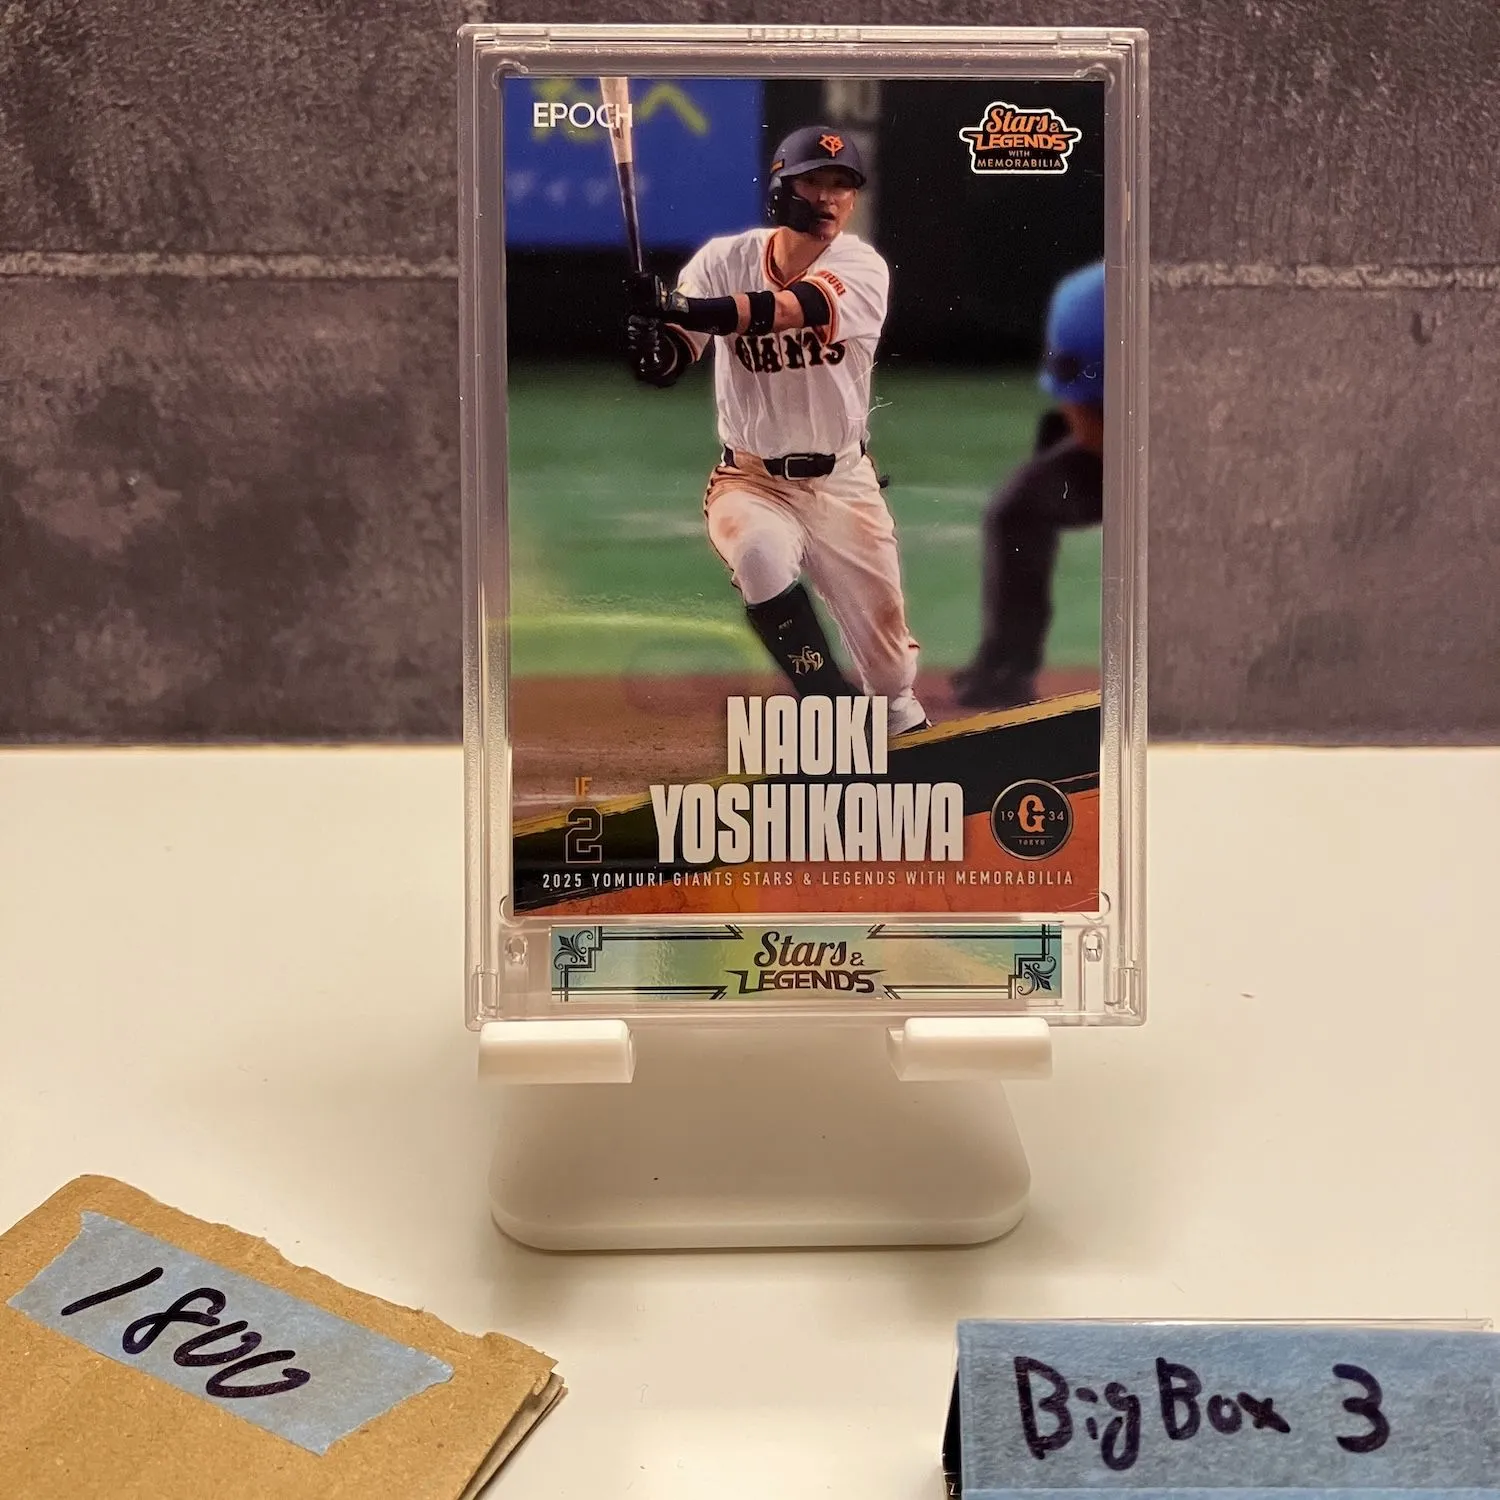 EPOCH
Stars &
LEGENDS
WITH
MEMORABILIA
GIANTS
NAOKI
IF
2
YOSHIKAWA
19 G 34
TOKYO
2025 YOMIURI GIANTS STARS & LEGENDS WITH MEMORABILIA
Stars &
LEGENDS
1800
Big Box 3